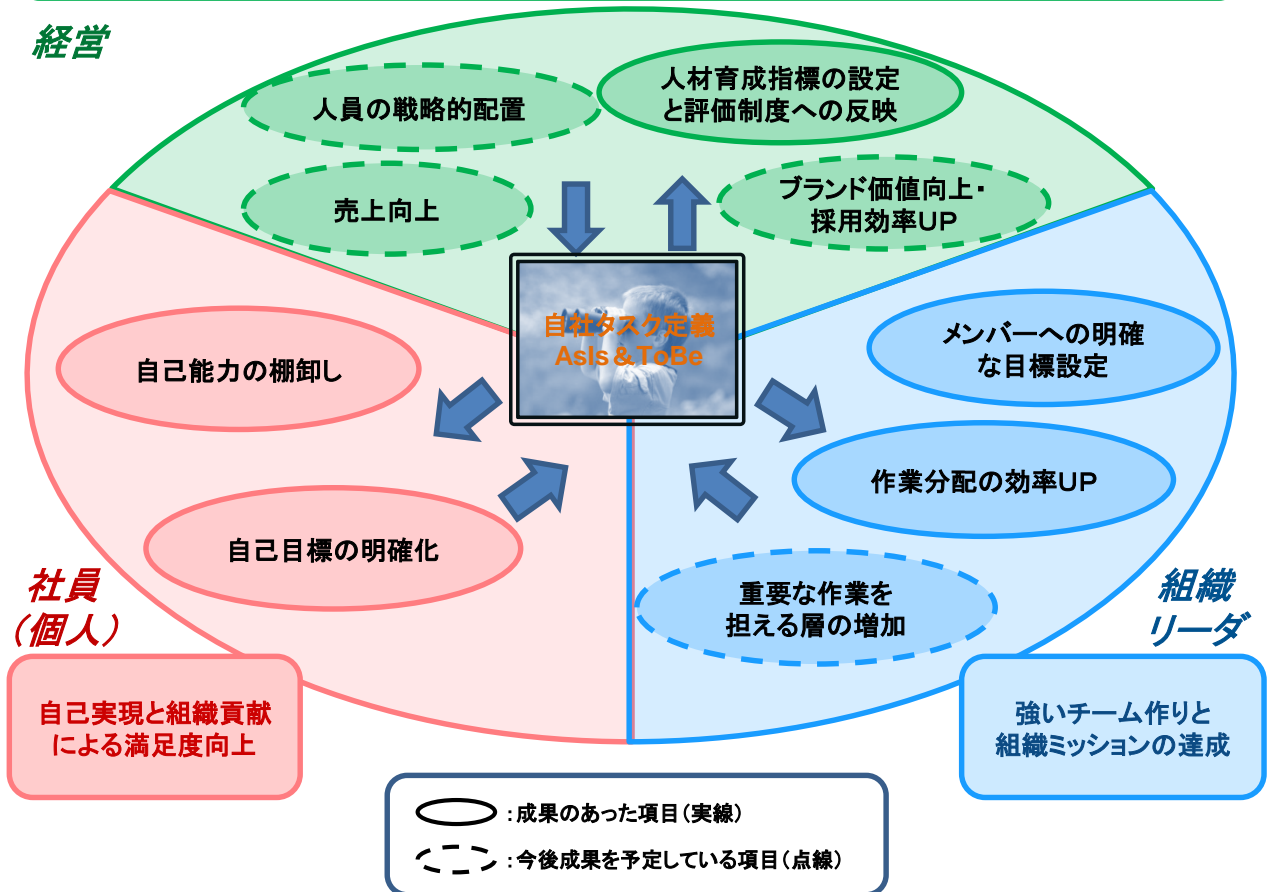 経営
人員の戦略的配置
人材育成指標の設定
と評価制度への反映
売上向上
ブランド価値向上・
採用効率UP
自社タスク定義
AsIs＆ToBe
自己能力の棚卸し
メンバーへの明確
な目標設定
作業分配の効率UP
自己目標の明確化
重要な作業を
担える層の増加
社員
（個人）
組織
リーダ
自己実現と組織貢献
による満足度向上
強いチーム作りと
組織ミッションの達成
：成果のあった項目（実線）
：今後成果を予定している項目（点線）